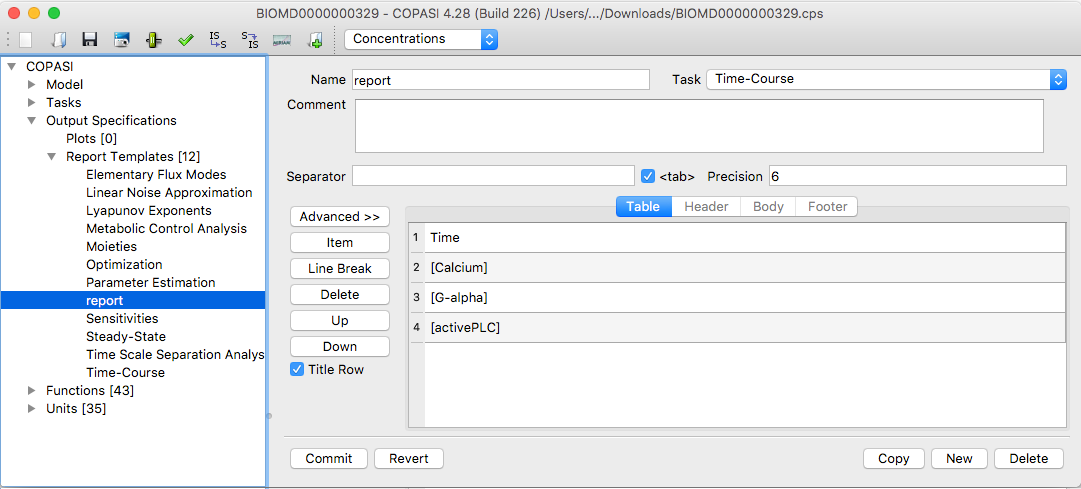 BIOMD0000000329 - COPASI 4.28 (Build 226) /Users/.../Downloads/BIOMD0000000329.cps
IS S S IS MIRIAM Concentrations
COPASI
Model
Tasks
Output Specifications
Plots [0]
Report Templates [12]
Elementary Flux Modes
Linear Noise Approximation
Lyapunov Exponents
Metabolic Control Analysis
Moieties
Optimization
Parameter Estimation
report
Sensitivities
Steady-State
Time Scale Separation Analys
Time-Course
Functions [43]
Units [35]
Name report Task Time-Course
Comment
Separator <tab> Precision 6
Advanced >>
Item
Line Break
Delete
Up
Down
Title Row
Table Header Body Footer
1 Time
2 [Calcium]
3 [G-alpha]
4 [activePLC]
Commit Revert Copy New Delete